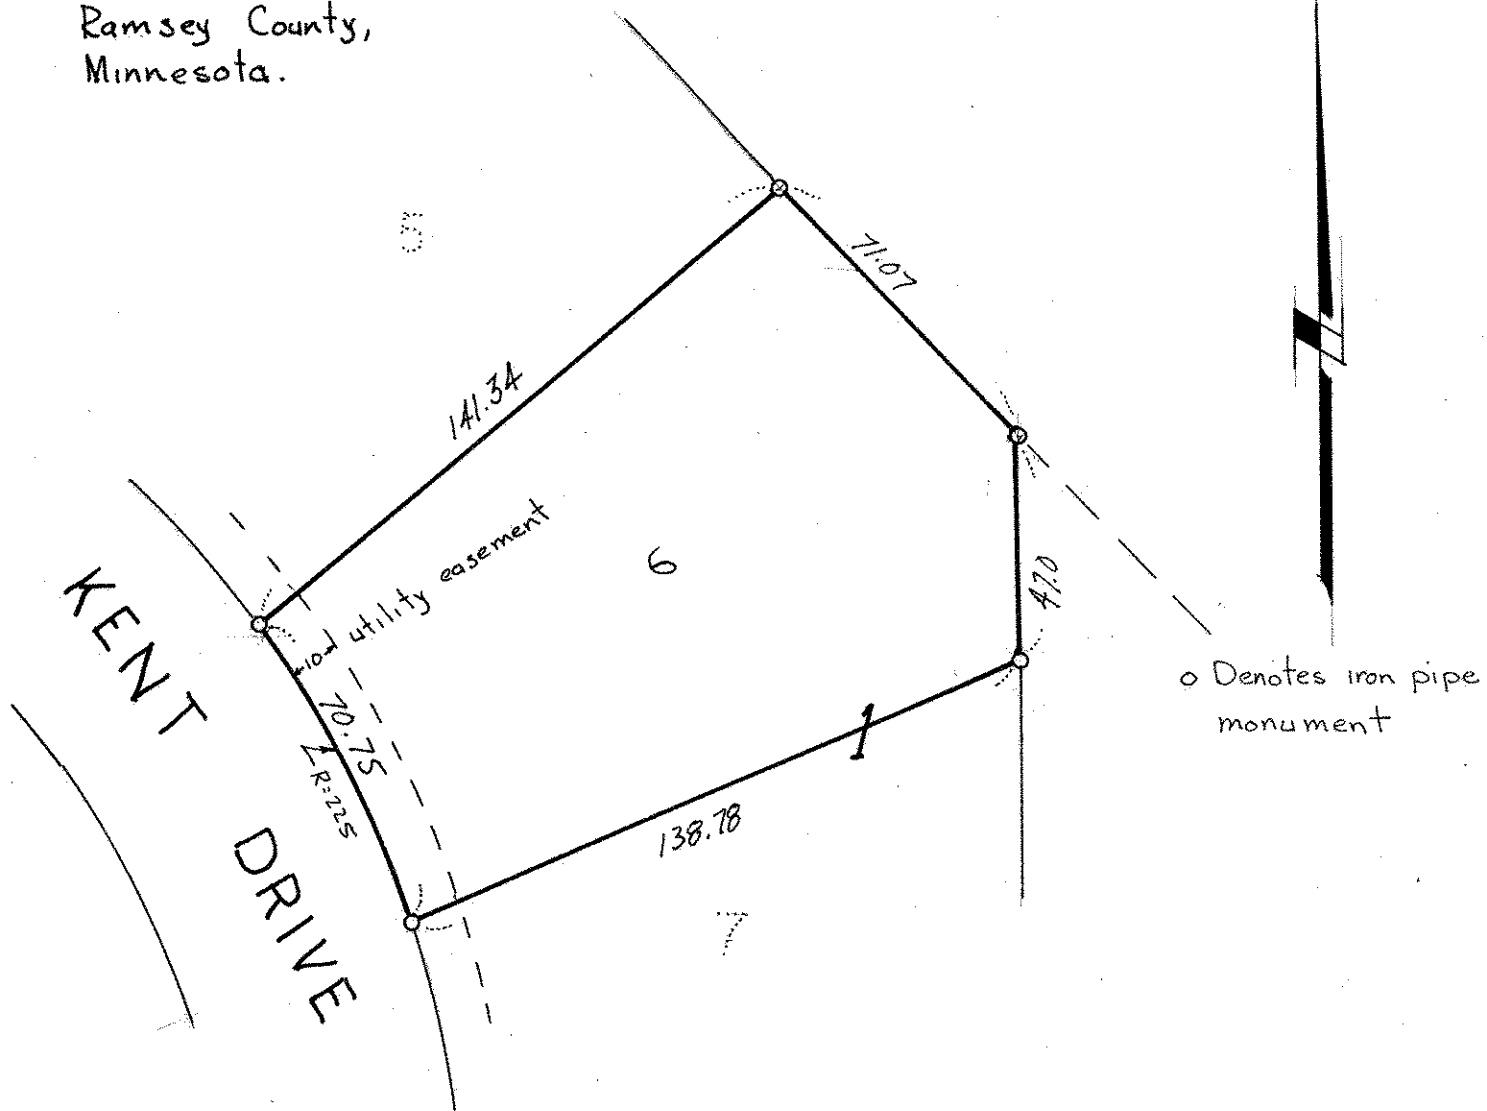 Ramsey County,
Minnesota.
5
71.07
141.34
utility easement
6
47.0
10
KENT DRIVE
70.75
R=225
o Denotes iron pipe
monument
1
138.78
7